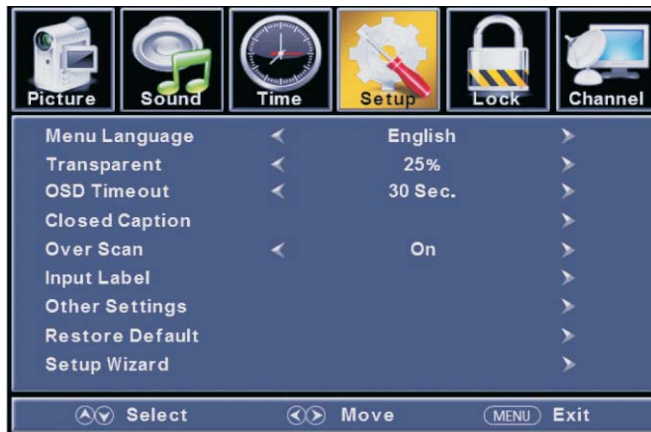 Picture Sound Time Setup Lock Channel
Menu Language English
Transparent 25%
OSD Timeout 30 Sec.
Closed Caption
Over Scan On
Input Label
Other Settings
Restore Default
Setup Wizard
Select Move MENU Exit